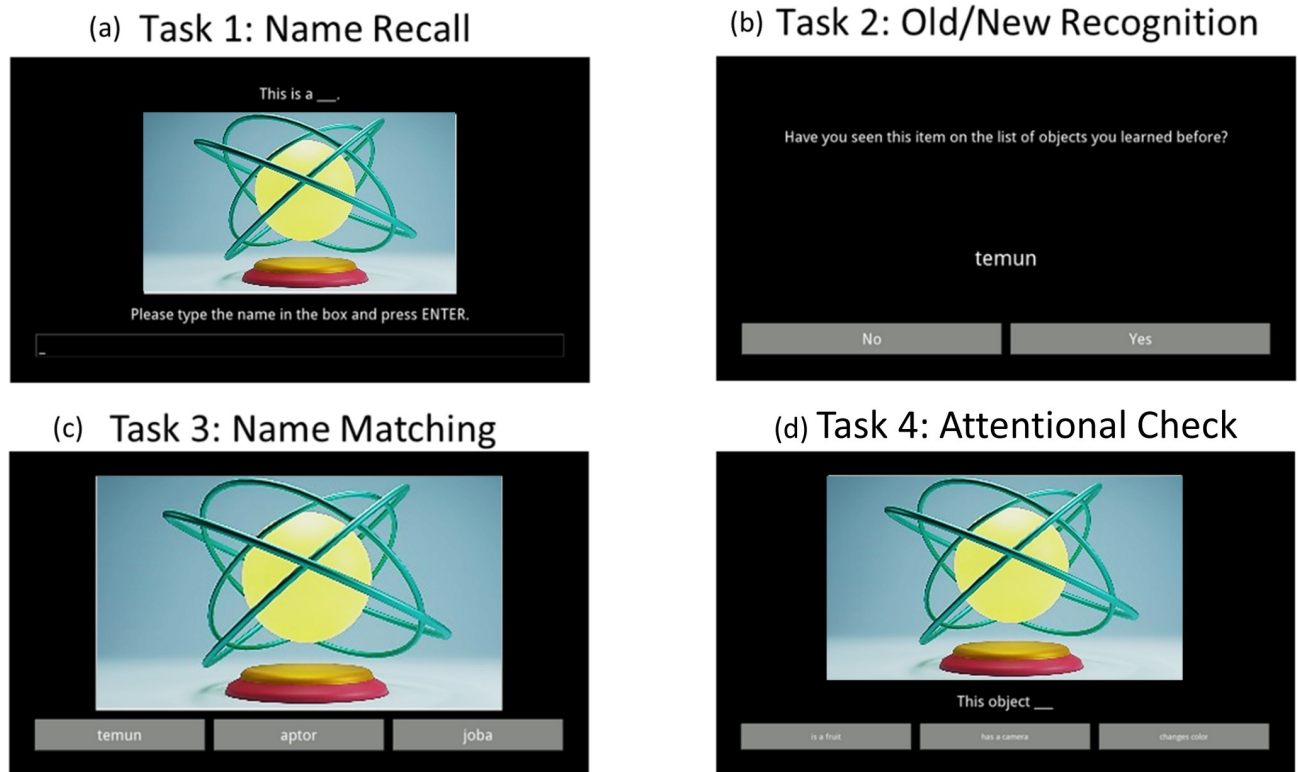 (a) Task 1: Name Recall
This is a ___.
Please type the name in the box and press ENTER.
_
(b) Task 2: Old/New Recognition
Have you seen this item on the list of objects you learned before?
temun
No Yes
(c) Task 3: Name Matching
temun aptor joba
(d) Task 4: Attentional Check
This object ___
is a fruit has a camera changes color